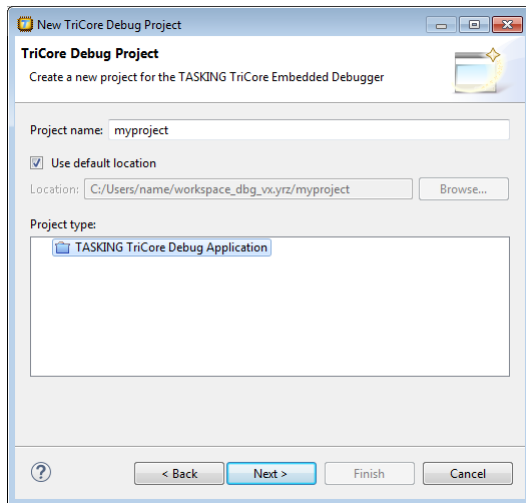 New TriCore Debug Project
TriCore Debug Project
Create a new project for the TASKING TriCore Embedded Debugger
Project name: myproject
Use default location
Location: C:/Users/name/workspace_dbg_vx.yrz/myproject Browse...
Project type:
TASKING TriCore Debug Application
? < Back Next > Finish Cancel